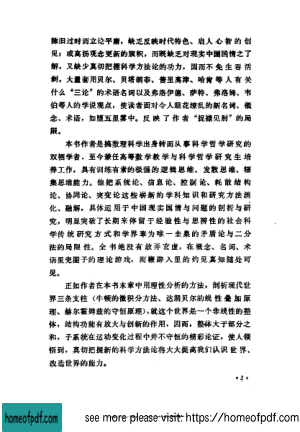 陈旧过时而立论平庸，缺乏反映时代特色、启人心智的创
见；或高扬观念更新的旗帜，而既缺乏对现实中国国情之了
解，又缺少真切把握科学方法论的功力，因而不免生吞活
剥，大量套用贝尔、贝塔朗菲、普里高津、哈肯等人有关
什么“三论”的术语名词以及弗洛伊德、萨特、弗洛姆、韦
伯等人的学说观点，使读者面对令人眼花缭乱的新名词、概
念、术语，如堕五里雾中。反映了作者“捉襟见肘”的局
限。
本书作者是搞数理科学出身转而从事科学哲学研究的
双栖学者，至今兼任高等数学教学与科学哲学研究生培
养工作，具有训练有素的极强的逻辑思维、发散思维、辐
集思维能力。他把系统论、信息论、控制论、耗散结构
论、协同论、突变论这些崭新的学科知识和研究方法消
化、融解，具体运用于中国现实国情与问题的剖析与研
究，明显突破了长期来停留于经验性与思辨性的社会科
学传统研究方式和学界奉为唯一圭臬的矛盾论与二分
法的局限性。全书绝没有故弄玄虚，在概念、名词、术
语里兜圈子的理论游戏，而鞭辟入里的灼见真知随处可
见。
正如作者在本书末章中用理性分析的方法，剖析现代世
界三条支柱（牛顿的微积分方法、达朗贝尔的线性叠加原
理、赫尔霍姆兹的守恒原理），就这个世界是一个非线性的整
体，结构功能有放大与创新的作用，因而，整体大于部分之
和，子系统在运动变化过程中并不守恒的精彩论证，使人领
悟到，真切把握新的科学方法论将大大提高我们认识世界、
改造世界的能力。
homeofpdf.com
see more please visit: https://homeofpdf.com